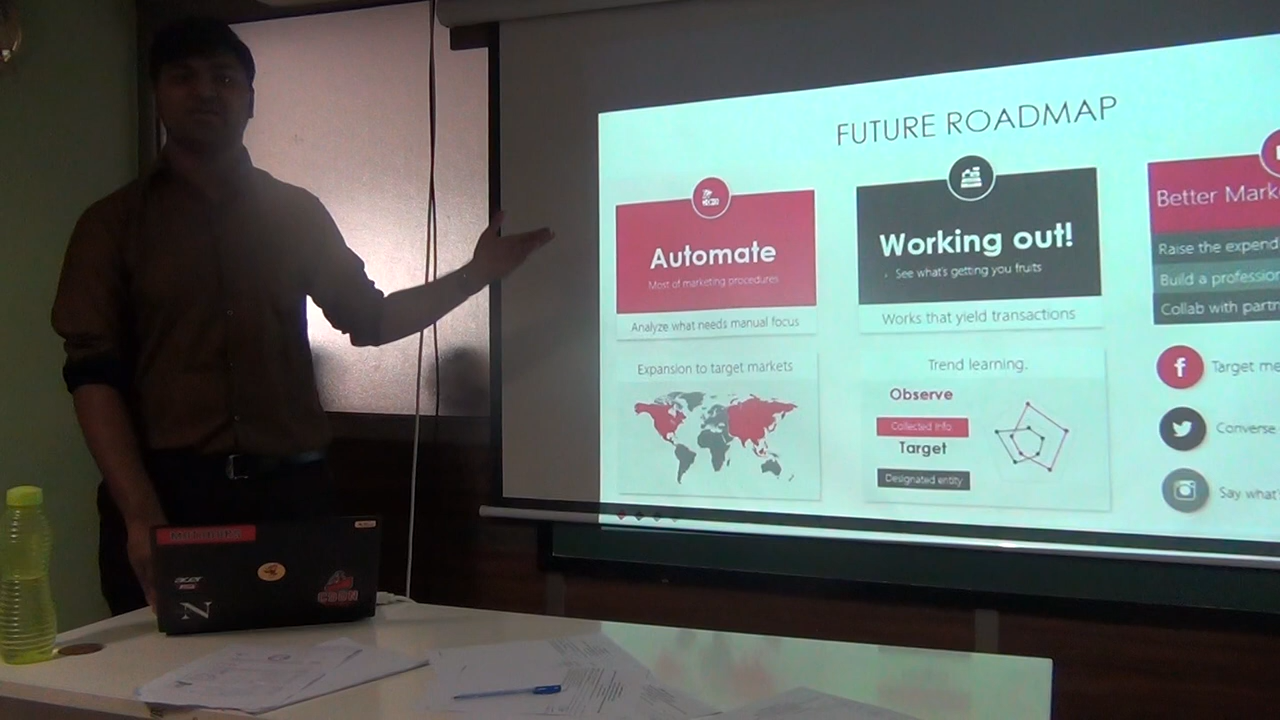 FUTURE ROADMAP
Automate
Most of marketing procedures
Analyze what needs manual focus
Working out!
See what's getting you fruits
Works that yield transactions
Better Mark
Raise the expend
Build a profession
Collab with partn
Expansion to target markets
Trend learning.
Observe
Collected Info
Target
Designated entity
Target me
Converse
Say what'
acer
N